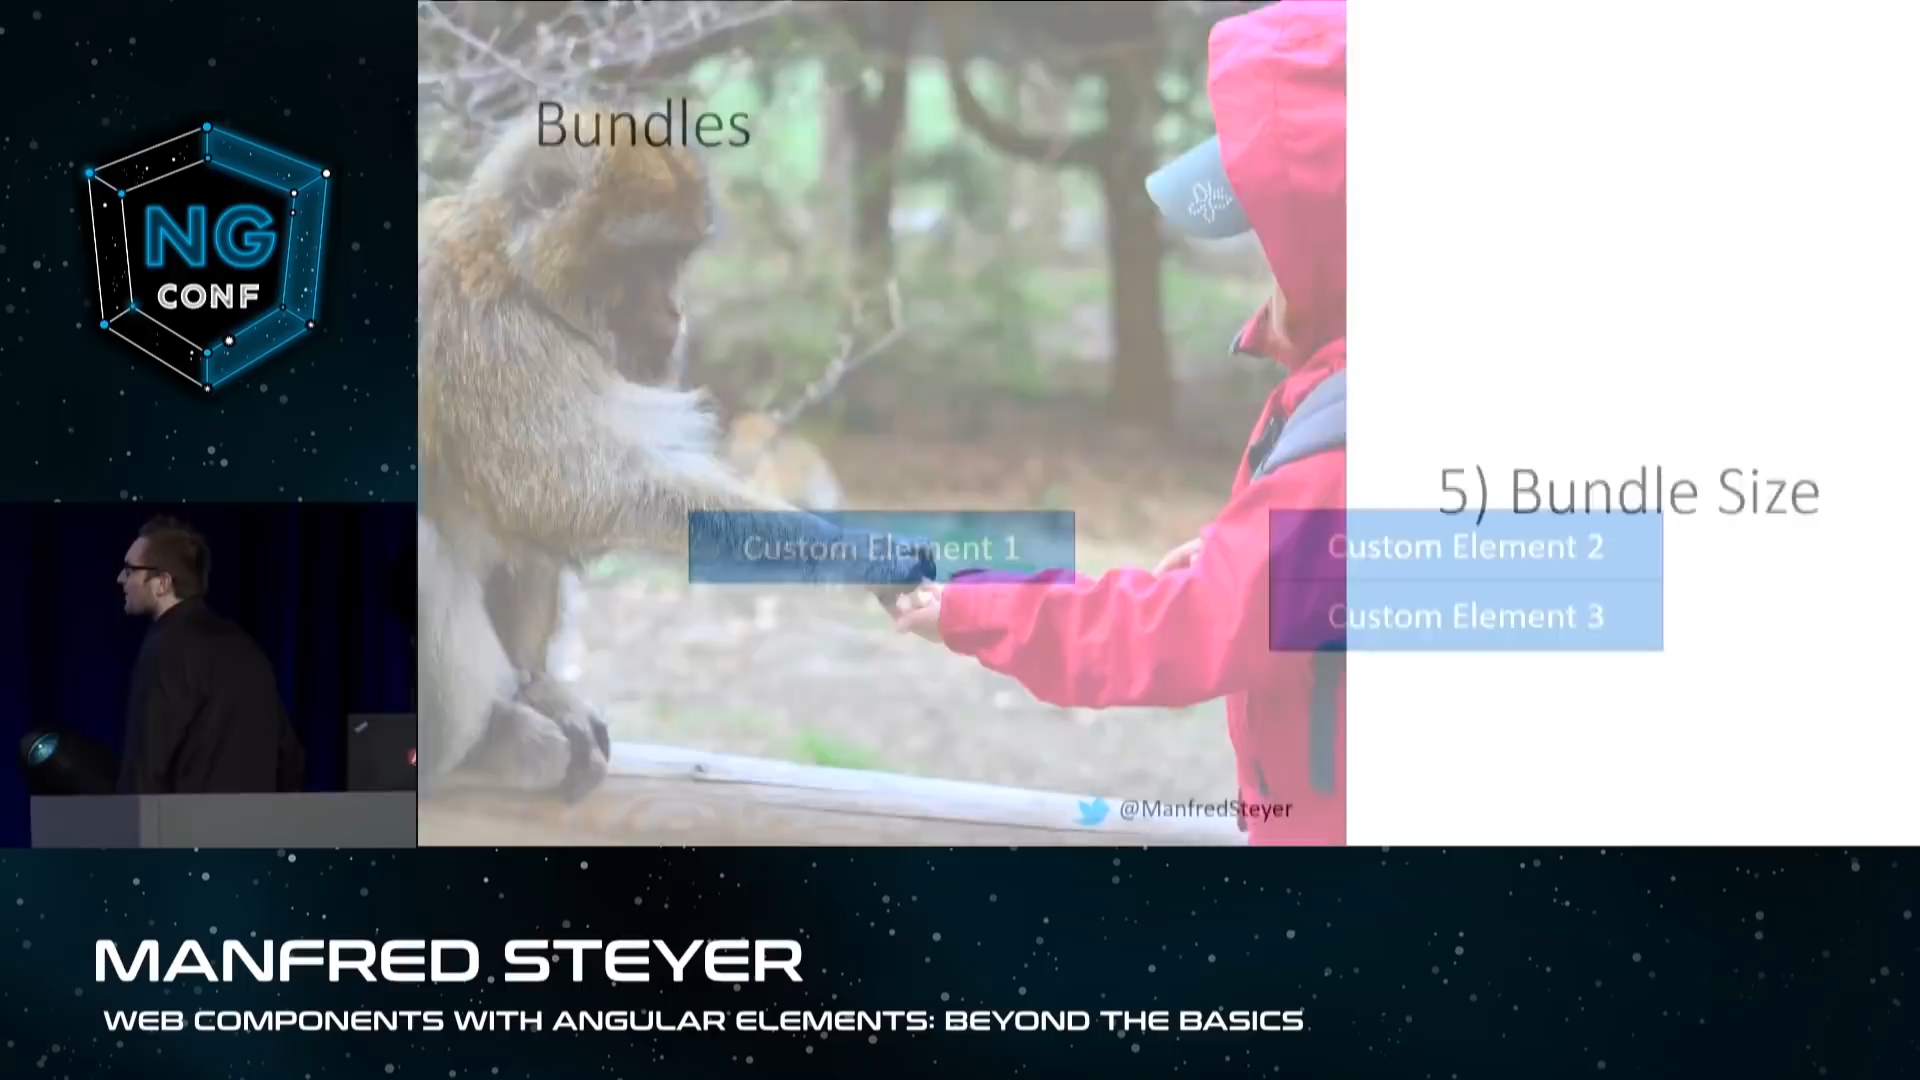 NG
CONF
Bundles
5) Bundle Size
Custom Element 1
Custom Element 2
Custom Element 3
@ManfredSteyer
MANFRED STEYER
WEB COMPONENTS WITH ANGULAR ELEMENTS: BEYOND THE BASICS